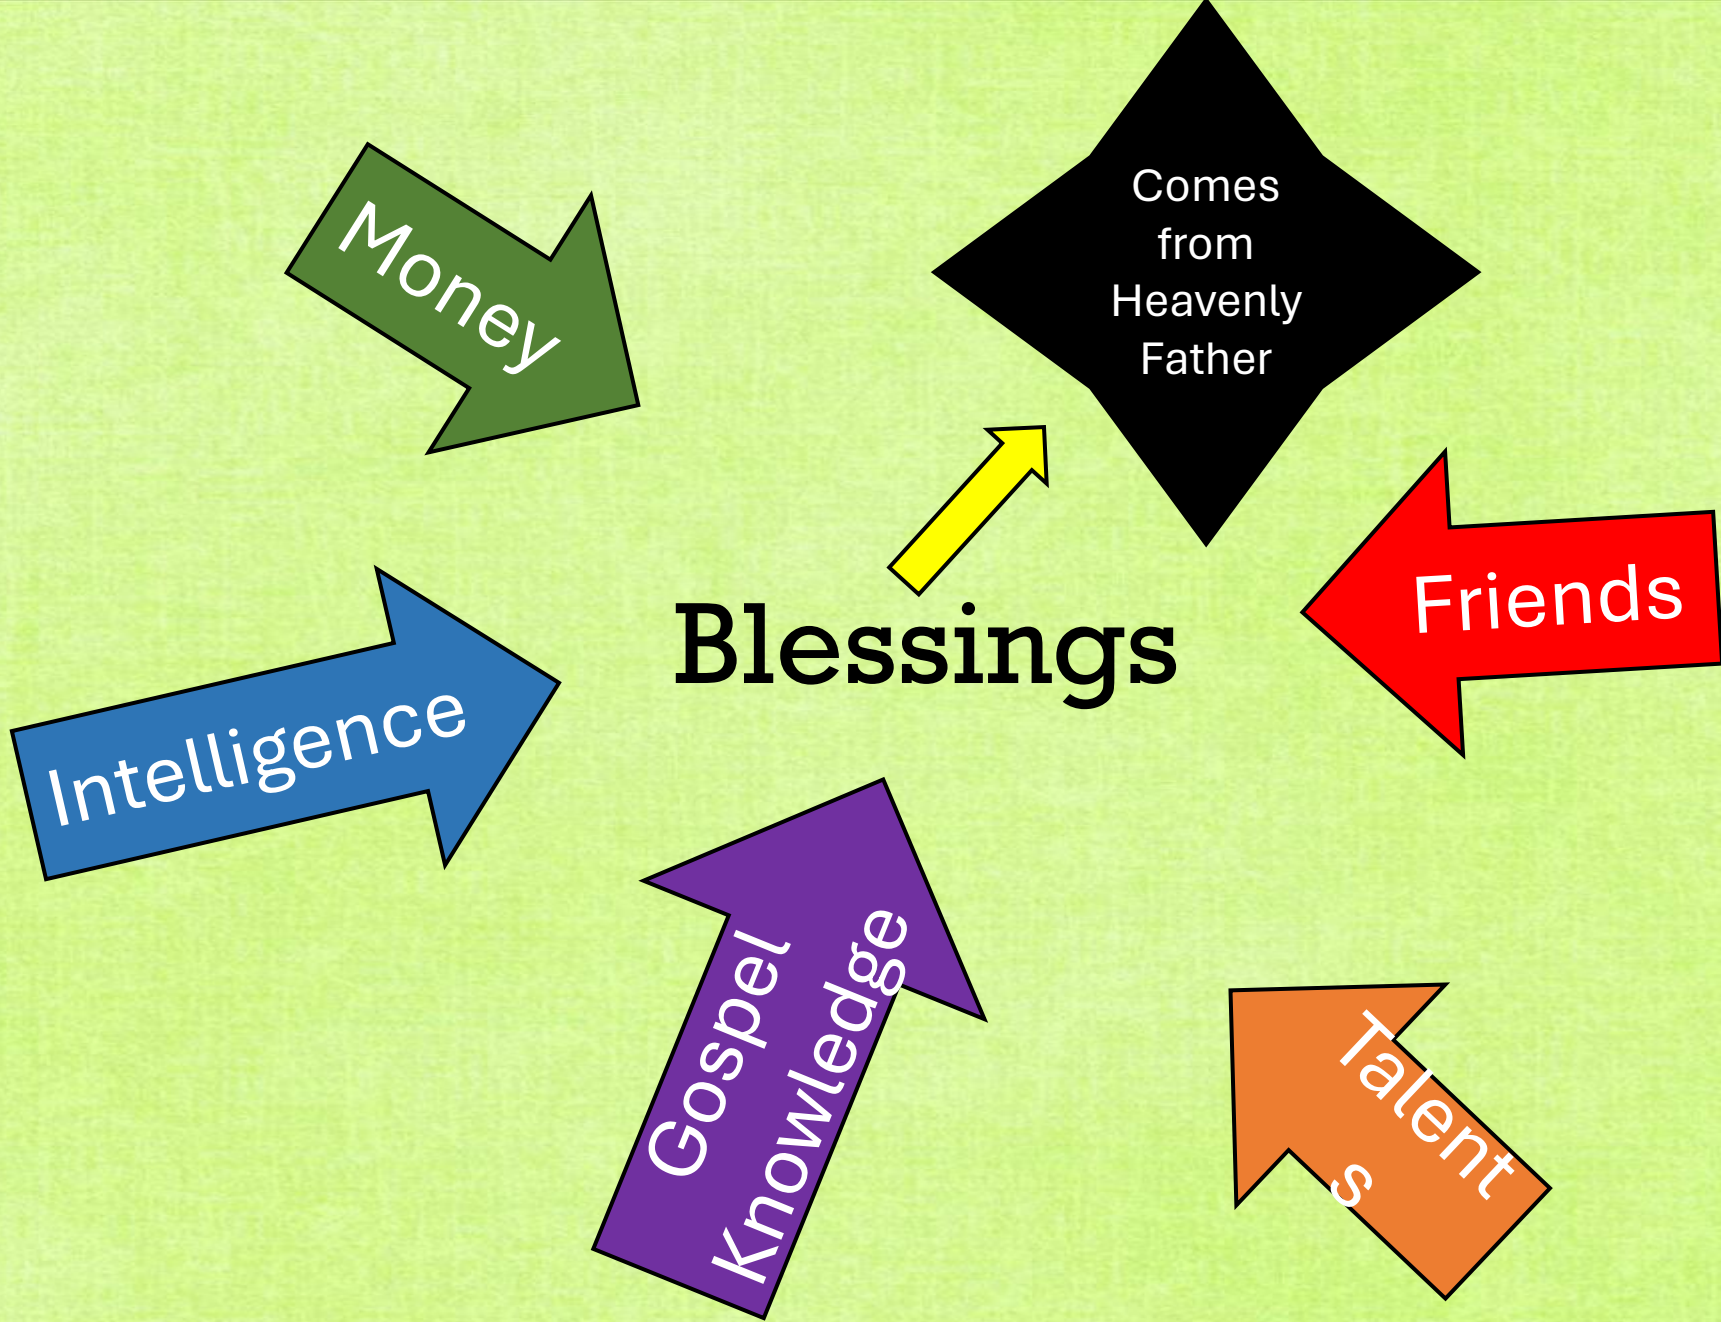 Comes
from
Heavenly
Father
Money
Friends
Blessings
Intelligence
Gospel
Knowledge
Talent
s